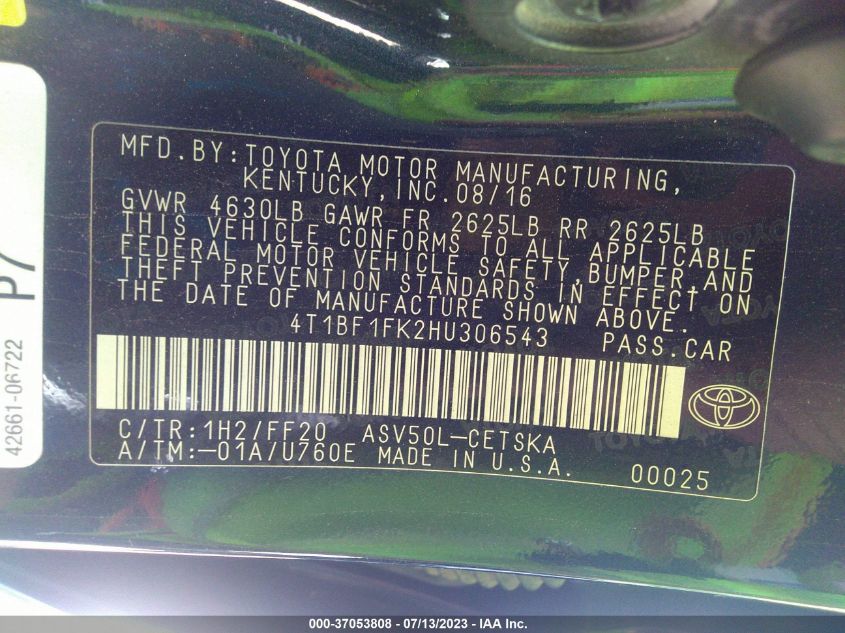 MFD.BY:TOYOTA MOTOR MANUFACTURING,
KENTUCKY,INC.08/16
GVWR 4630LB GAWR FR 2625LB RR 2625LB
THIS VEHICLE CONFORMS TO ALL APPLICABLE
FEDERAL MOTOR VEHICLE SAFETY,BUMPER,AND
THEFT PREVENTION STANDARDS IN EFFECT ON
THE DATE OF MANUFACTURE SHOWN ABOVE.
4T1BF1FK2HU306543 PASS.CAR
C/TR:1H2/FF20 ASV50L-CETSKA
A/TM:-01A/U760E MADE IN U.S.A. 00025
P7
42661-06722
000-37053808 - 07/13/2023 - IAA Inc.